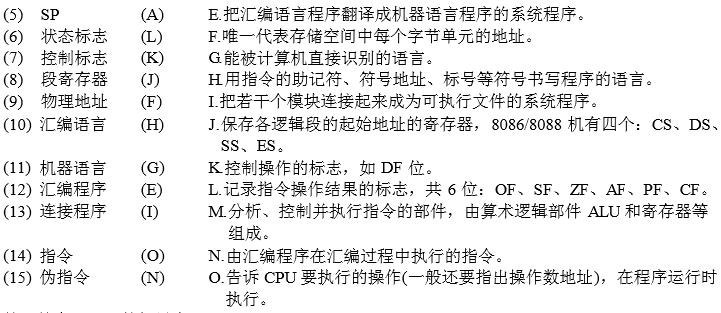 (5) SP (A) E.把汇编语言程序翻译成机器语言程序的系统程序。
(6) 状态标志 (L) F.唯一代表存储空间中每个字节单元的地址。
(7) 控制标志 (K) G.能被计算机直接识别的语言。
(8) 段寄存器 (J) H.用指令的助记符、符号地址、标号等符号书写程序的语言。
(9) 物理地址 (F) I.把若干个模块连接起来成为可执行文件的系统程序。
(10) 汇编语言 (H) J.保存各逻辑段的起始地址的寄存器，8086/8088 机有四个：CS、DS、
SS、ES。
(11) 机器语言 (G) K.控制操作的标志，如 DF 位。
(12) 汇编程序 (E) L.记录指令操作结果的标志，共 6 位：OF、SF、ZF、AF、PF、CF。
(13) 连接程序 (I) M.分析、控制并执行指令的部件，由算术逻辑部件 ALU 和寄存器等
组成。
(14) 指令 (O) N.由汇编程序在汇编过程中执行的指令。
(15) 伪指令 (N) O.告诉 CPU 要执行的操作(一般还要指出操作数地址)，在程序运行时
执行。